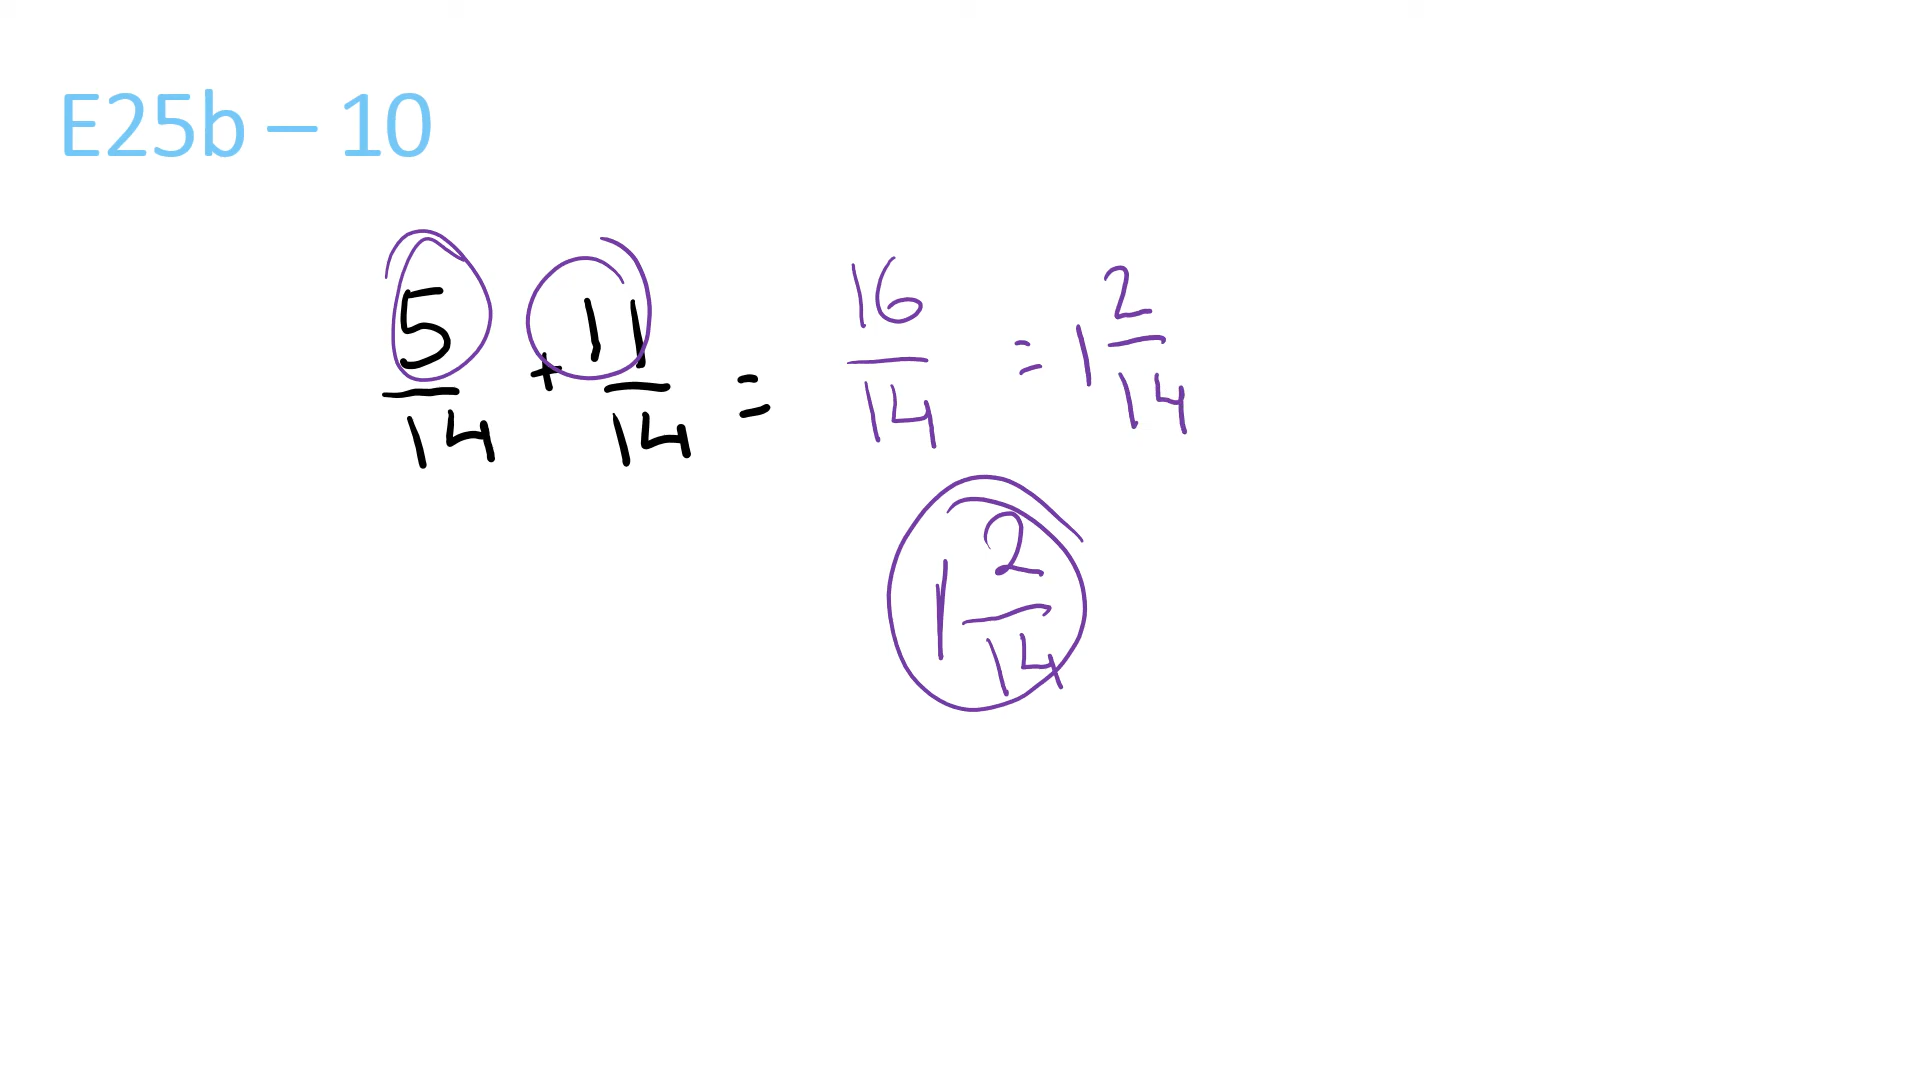 E25b – 10
5/14 + 11/14 = 16/14 = 1 2/14
1 2/14